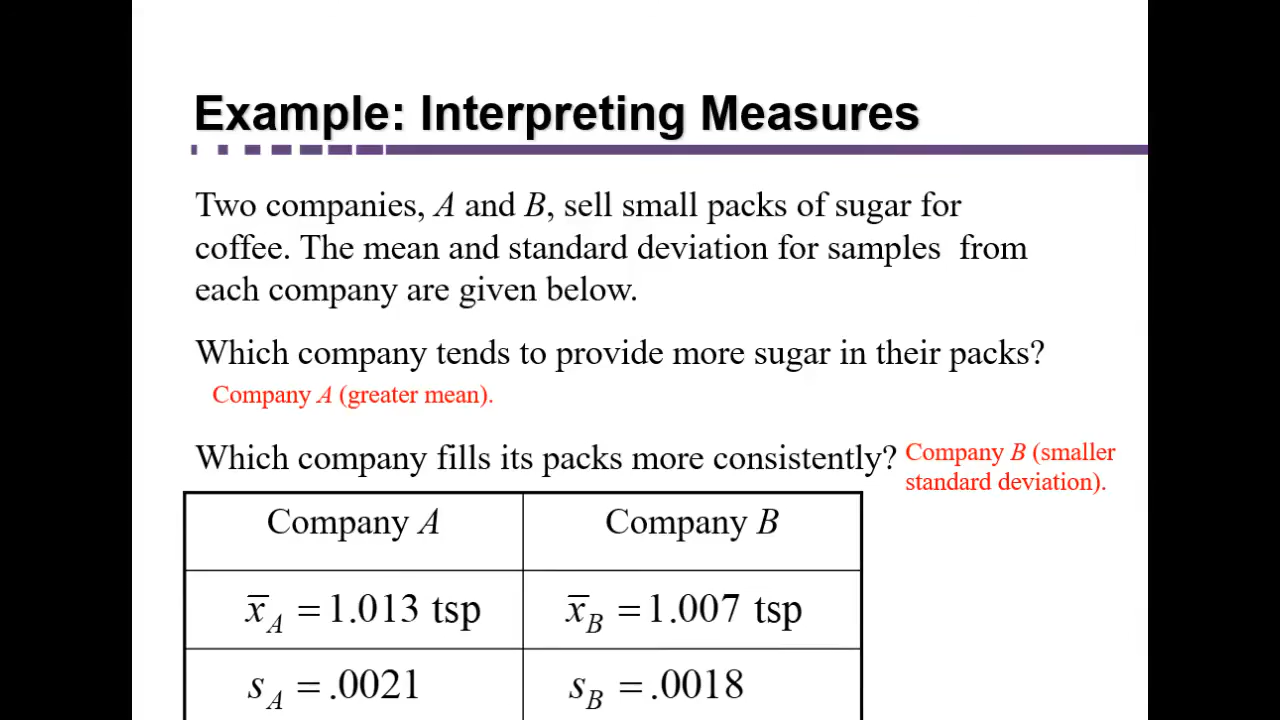 Example: Interpreting Measures
Two companies, A and B, sell small packs of sugar for
coffee. The mean and standard deviation for samples from
each company are given below.
Which company tends to provide more sugar in their packs?
Company A (greater mean).
Which company fills its packs more consistently?
Company B (smaller
standard deviation).
Company A
Company B
x̅A = 1.013 tsp
x̅B = 1.007 tsp
sA = .0021
sB = .0018